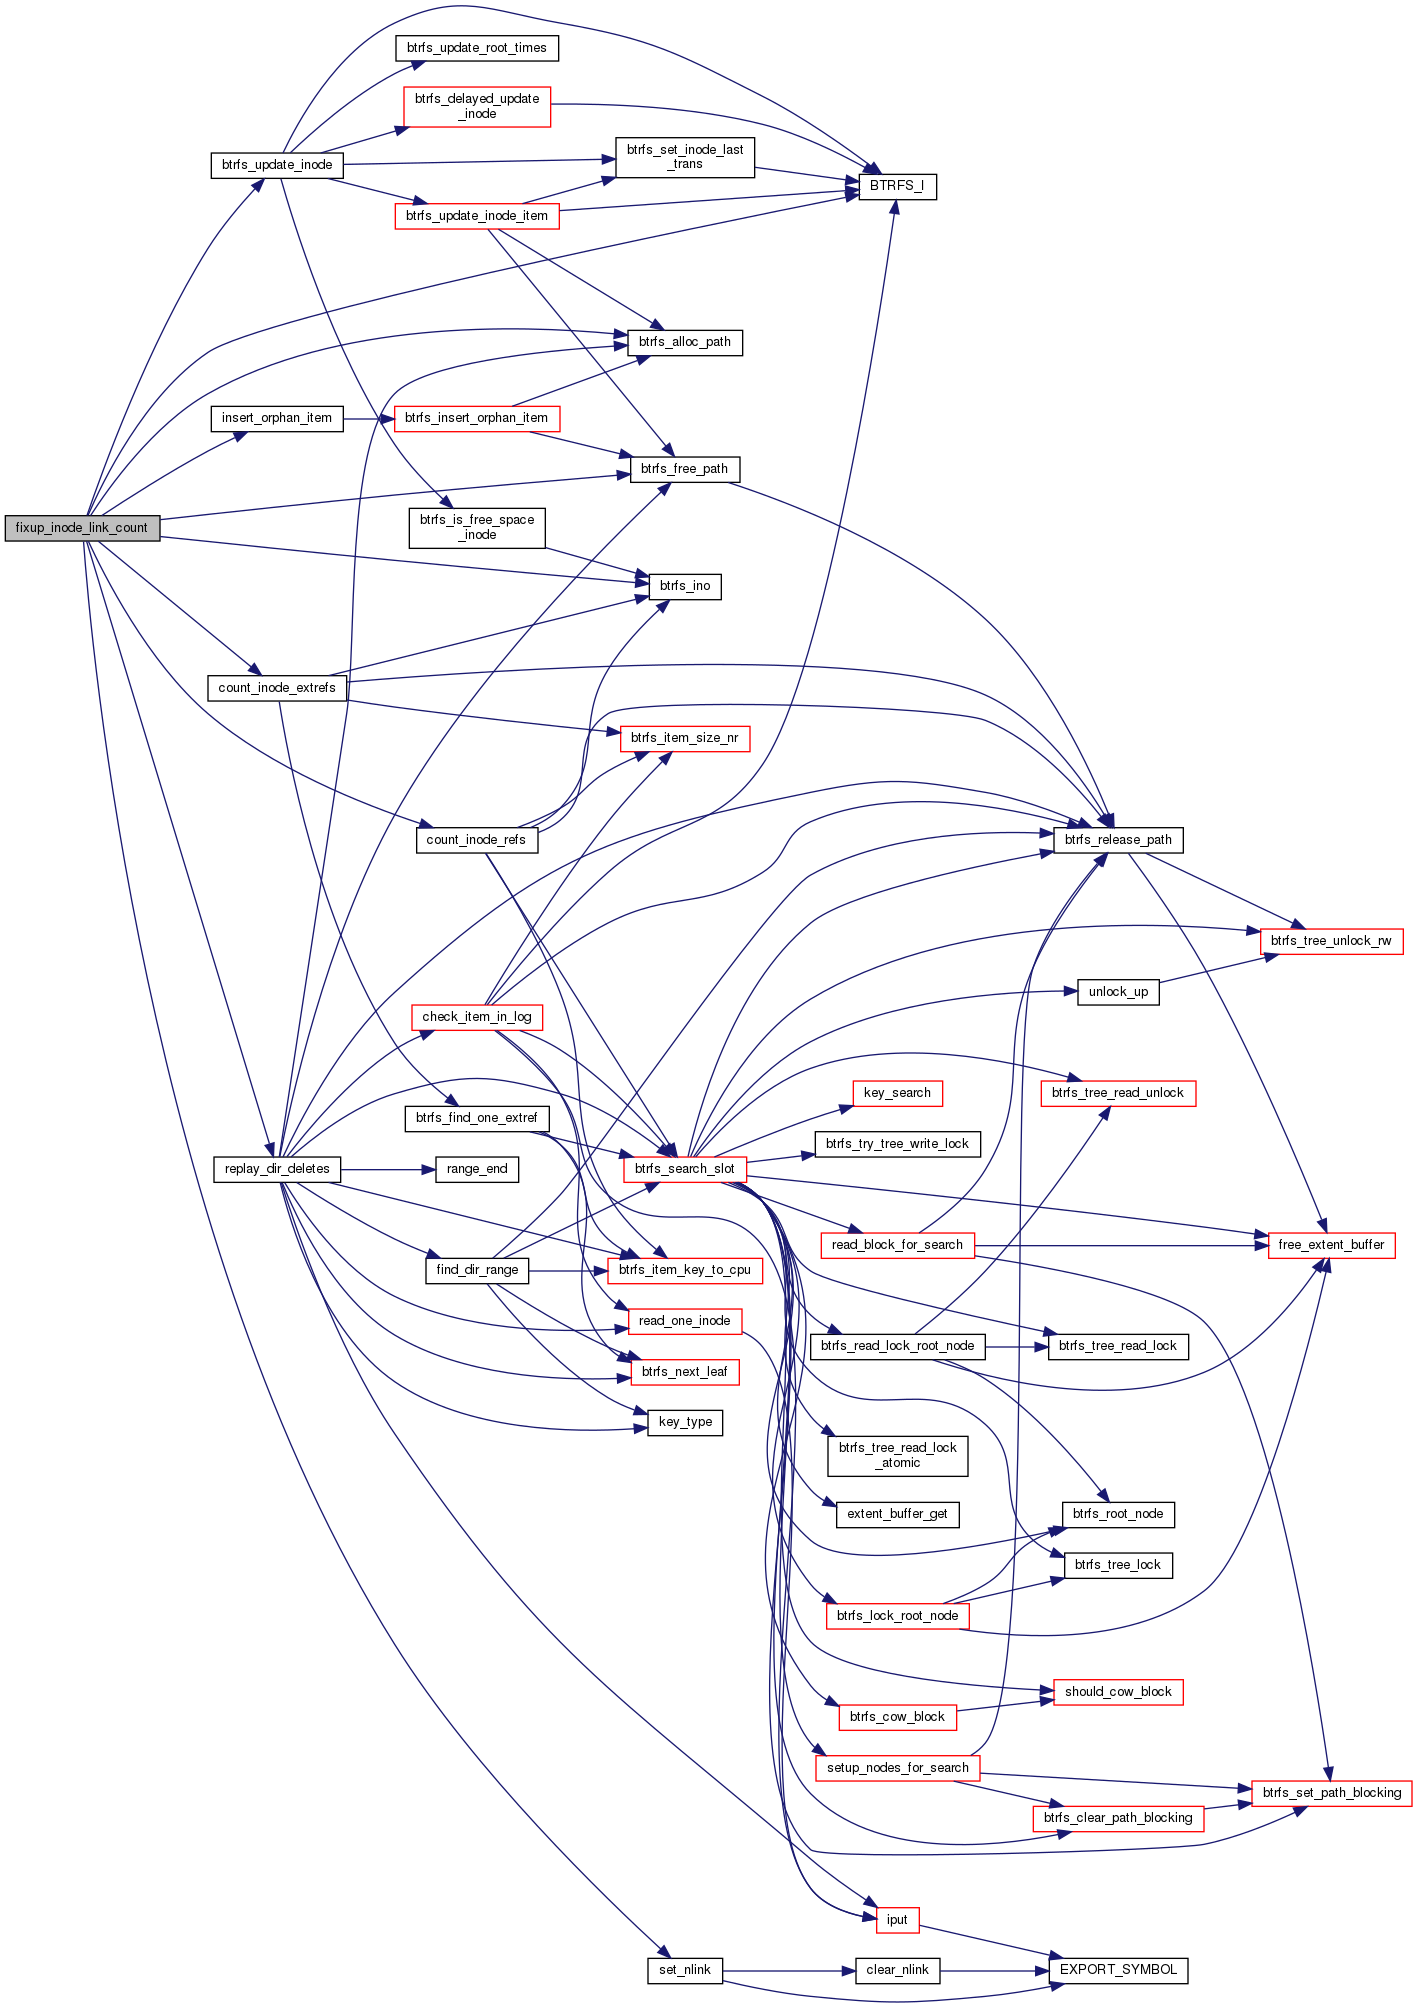 btrfs_update_root_times
btrfs_delayed_update
_inode
btrfs_update_inode
btrfs_set_inode_last
_trans
BTRFS_I
btrfs_update_inode_item
btrfs_alloc_path
insert_orphan_item
btrfs_insert_orphan_item
btrfs_free_path
fixup_inode_link_count
btrfs_is_free_space
_inode
btrfs_ino
count_inode_extrefs
btrfs_item_size_nr
count_inode_refs
btrfs_release_path
btrfs_tree_unlock_rw
unlock_up
check_item_in_log
key_search
btrfs_tree_read_unlock
btrfs_find_one_extref
btrfs_try_tree_write_lock
replay_dir_deletes
range_end
btrfs_search_slot
read_block_for_search
free_extent_buffer
find_dir_range
btrfs_item_key_to_cpu
read_one_inode
btrfs_read_lock_root_node
btrfs_tree_read_lock
btrfs_next_leaf
key_type
btrfs_tree_read_lock
_atomic
extent_buffer_get
btrfs_root_node
btrfs_tree_lock
btrfs_lock_root_node
should_cow_block
btrfs_cow_block
setup_nodes_for_search
btrfs_set_path_blocking
btrfs_clear_path_blocking
iput
set_nlink
clear_nlink
EXPORT_SYMBOL